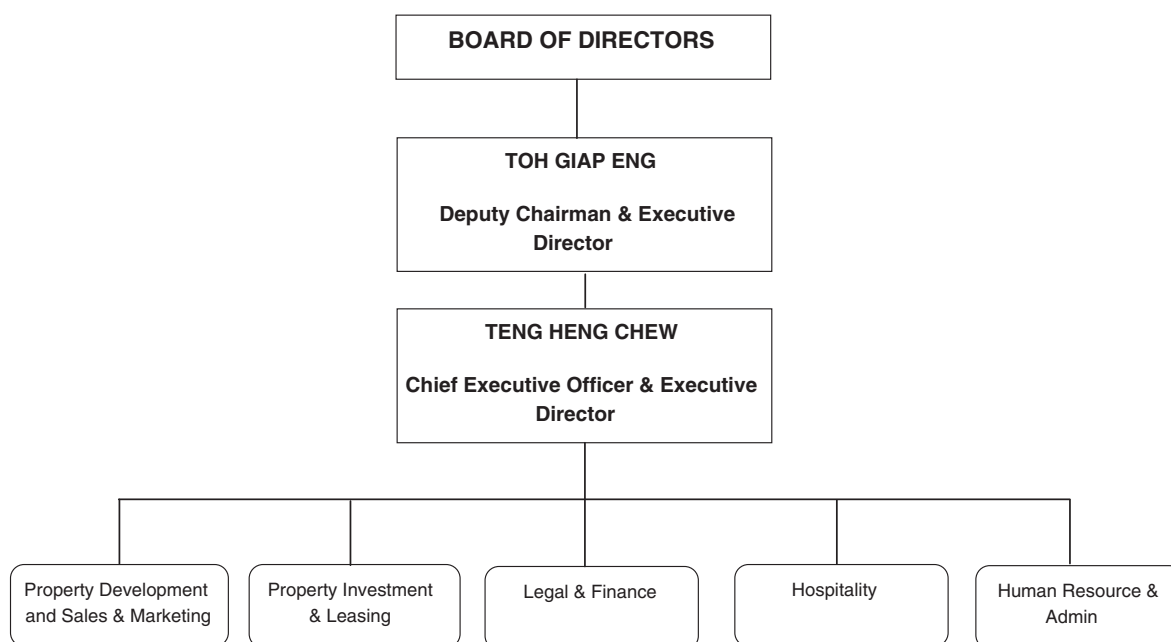 BOARD OF DIRECTORS
TOH GIAP ENG
Deputy Chairman & Executive
Director
TENG HENG CHEW
Chief Executive Officer & Executive
Director
Property Development
and Sales & Marketing
Property Investment
& Leasing
Legal & Finance
Hospitality
Human Resource &
Admin